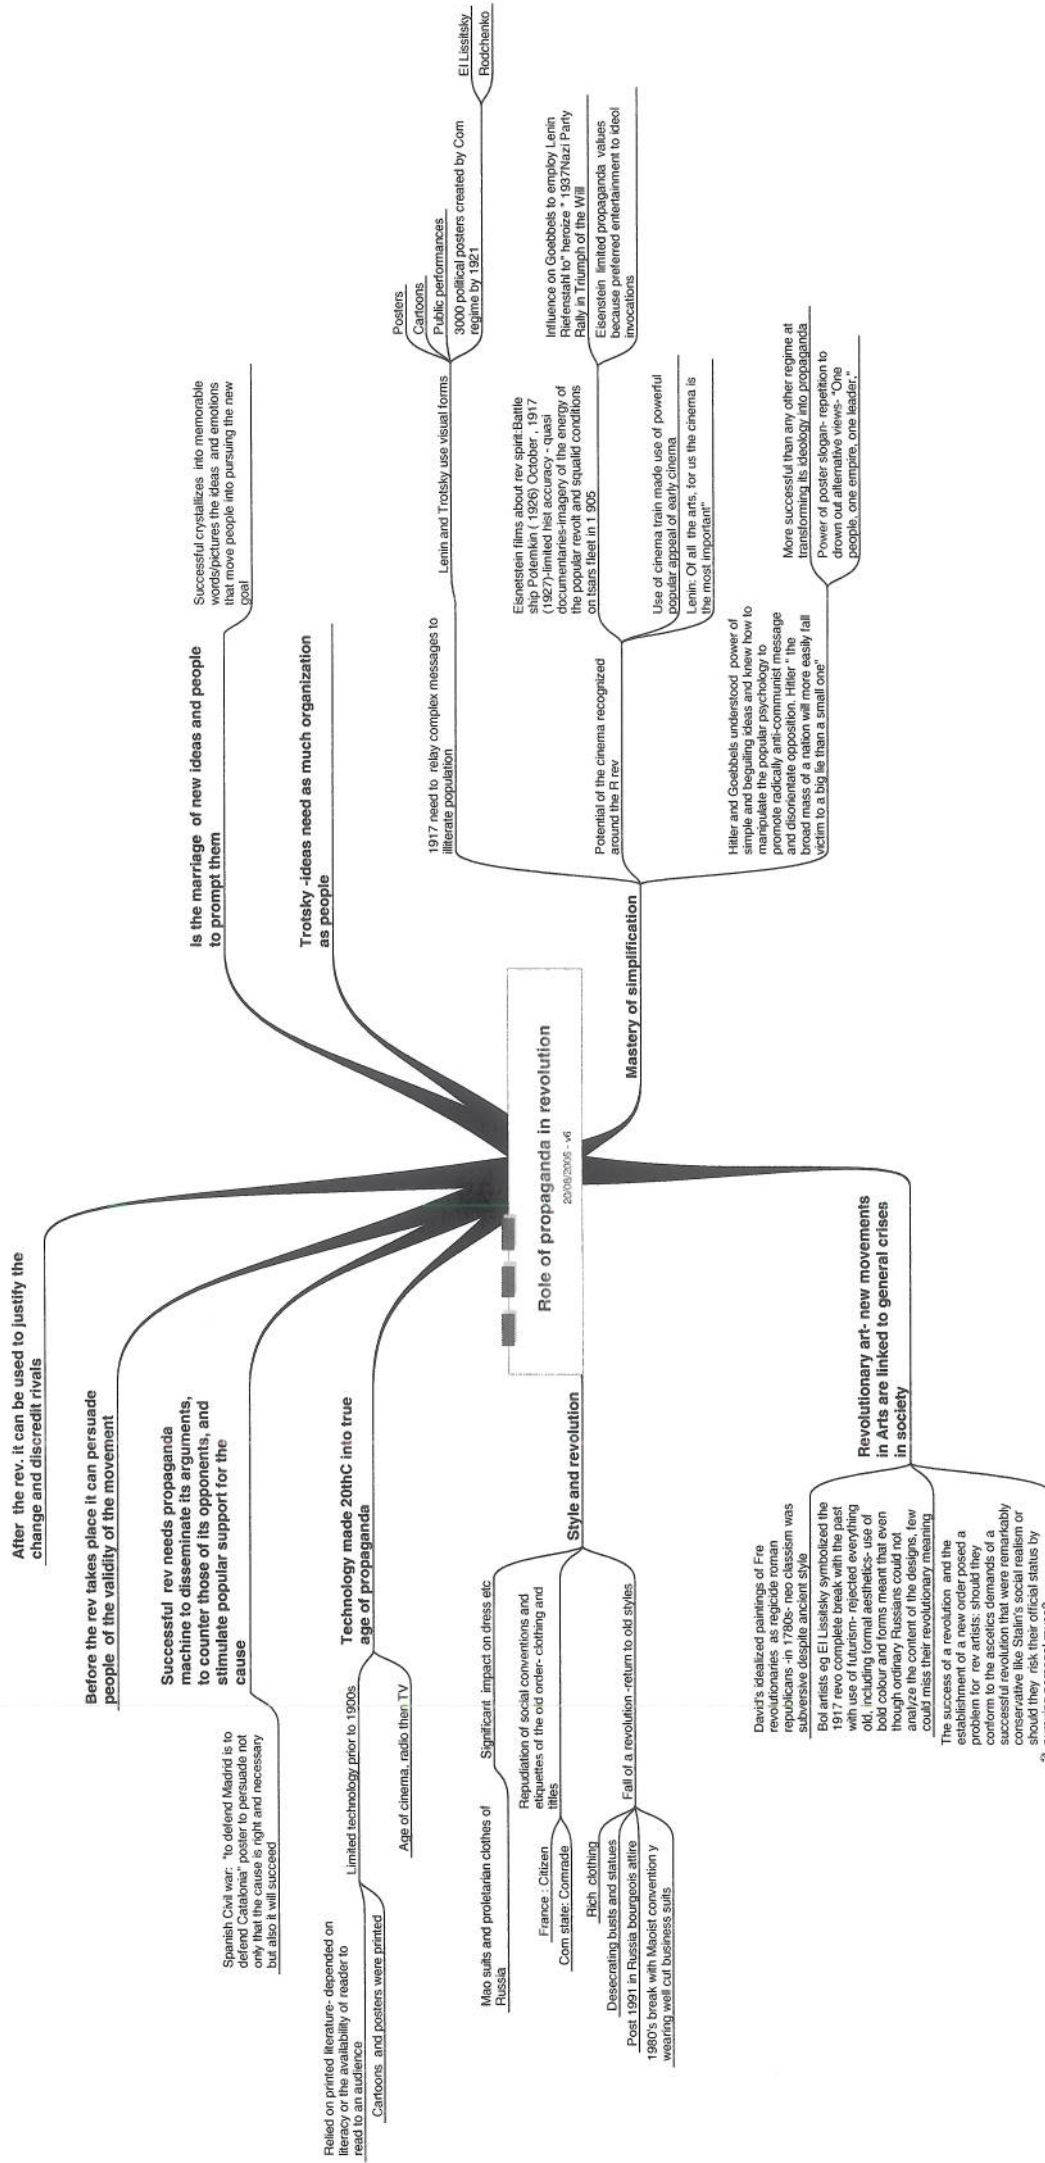 Role of propaganda in revolution
20/08/2006 - v6
Is the marriage of new ideas and people
to prompt them
Successful crystallizes into memorable
words/pictures the ideas and emotions
that move people into pursuing the new
goal
Trotsky -ideas need as much organization
as people
Mastery of simplification
1917 need to relay complex messages to
illiterate population
Lenin and Trotsky use visual forms
Posters
Cartoons
Public performances
3000 political posters created by Com
regime by 1921
El Lissitsky
Rodchenko
Potential of the cinema recognized
around the R rev
Eisnetstein films about rev spirit:Battle
ship Potemkin ( 1926) October , 1917
(1927)-limited hist accuracy - quasi
documentaries-imagery of the energy of
the popular revolt and squalid conditions
on tsars fleet in 1 905
Influence on Goebbels to employ Lenin
Riefenstahl to" heroize " 1937Nazi Party
Rally in Triumph of the Will
Eisenstein limited propaganda values
because preferred entertainment to ideol
invocations
Use of cinema train made use of powerful
popular appeal of early cinema
Lenin: Of all the arts, for us the cinema is
the most important"
Hitler and Goebbels understood power of
simple and beguiling ideas and knew how to
manipulate the popular psychology to
promote radically anti-communist message
and disorientate opposition. Hitler " the
broad mass of a nation will more easily fall
victim to a big lie than a small one"
More successful than any other regime at
transforming its ideology into propaganda
Power of poster slogan- repetition to
drown out alternative views- "One
people, one empire, one leader,"
After the rev. it can be used to justify the
change and discredit rivals
Before the rev takes place it can persuade
people of the validity of the movement
Successful rev needs propaganda
machine to disseminate its arguments,
to counter those of its opponents, and
stimulate popular support for the
cause
Spanish Civil war: "to defend Madrid is to
defend Catalonia" poster to persuade not
only that the cause is right and necessary
but also it will succeed
Technology made 20thC into true
age of propaganda
Limited technology prior to 1900s
Relied on printed literature- depended on
literacy or the availability of reader to
read to an audience
Cartoons and posters were printed
Age of cinema, radio then TV
Style and revolution
Significant impact on dress etc
Mao suits and proletarian clothes of
Russia
Repudiation of social conventions and
etiquettes of the old order- clothing and
titles
France : Citizen
Com state: Comrade
Fall of a revolution -return to old styles
Rich clothing
Desecrating busts and statues
Post 1991 in Russia bourgeois attire
1980's break with Maoist convention y
wearing well cut business suits
Revolutionary art- new movements
in Arts are linked to general crises
in society
David's idealized paintings of Fre
revolutionaries as regicide roman
republicans -in 1780s- neo classism was
subversive despite ancient style
Bol artists eg El Lissitsky symbolized the
1917 revo complete break with the past
with use of futurism- rejected everything
old, including formal aesthetics- use of
bold colour and forms meant that even
though ordinary Russians could not
analyze the content of the designs, few
could miss their revolutionary meaning
The success of a revolution and the
establishment of a new order posed a
problem for rev artists: should they
conform to the ascetics demands of a
successful revolution that were remarkably
conservative like Stalin's social realism or
should they risk their official status by